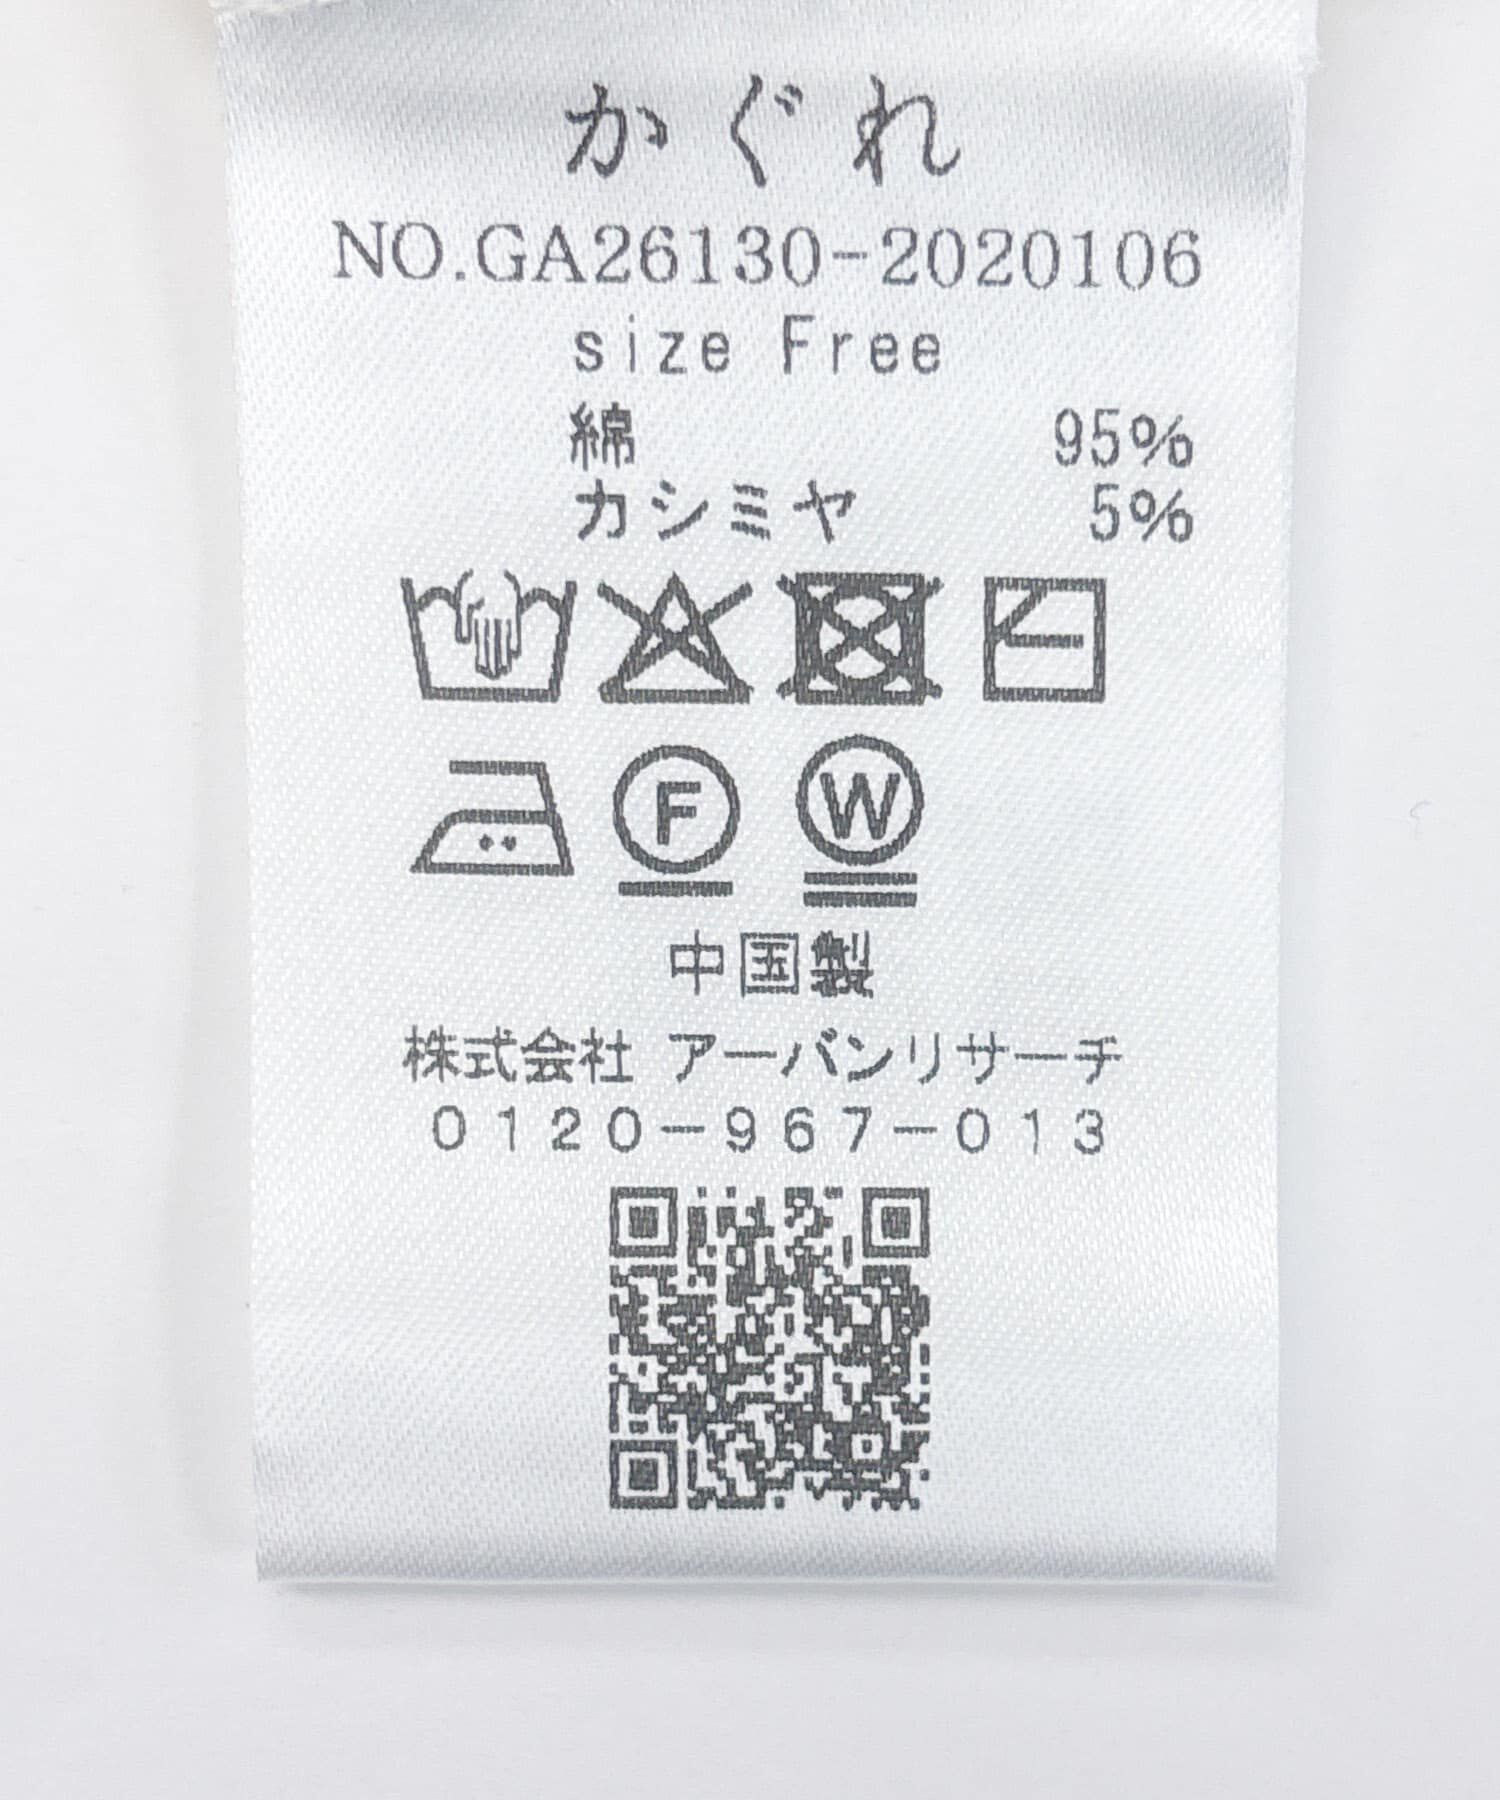 かぐれ
NO.GA26130-2020106
size Free
綿 95%
カシミヤ 5%
F W
中国製
株式会社 アーバンリサーチ
0120-967-013